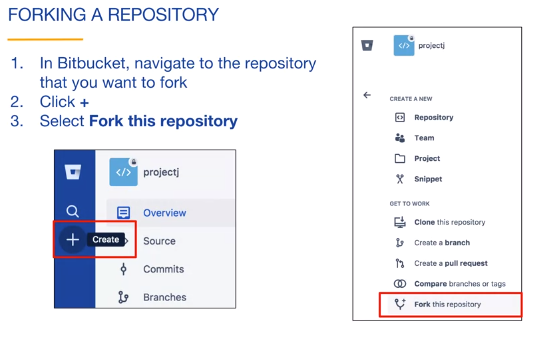 FORKING A REPOSITORY
1. In Bitbucket, navigate to the repository
that you want to fork
2. Click +
3. Select Fork this repository
projectj
Overview
Create
Source
Commits
Branches
projectj
CREATE A NEW
Repository
Team
Project
Snippet
GET TO WORK
Clone this repository
Create a branch
Create a pull request
Compare branches or tags
Fork this repository